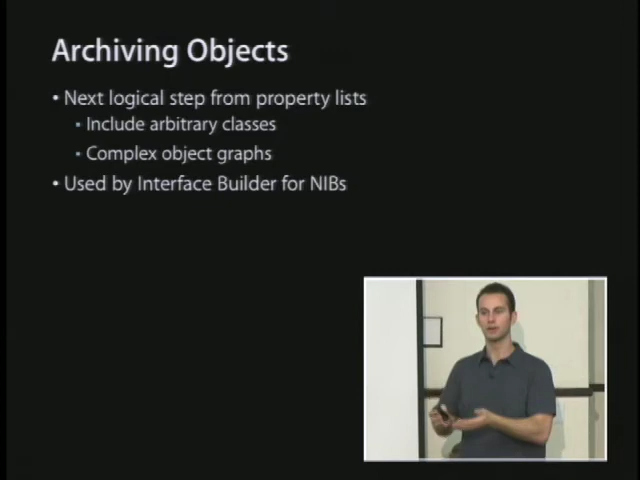 Archiving Objects
• Next logical step from property lists
▪ Include arbitrary classes
▪ Complex object graphs
• Used by Interface Builder for NIBs